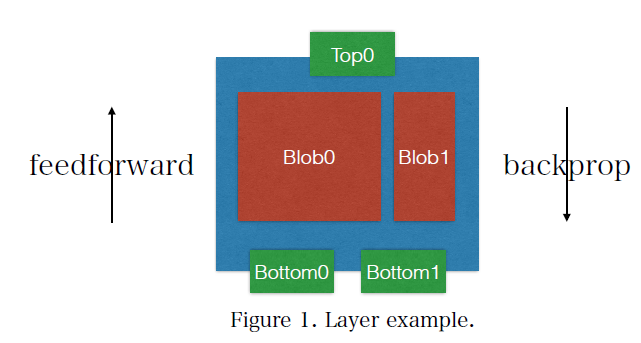 Top0
Blob0
Blob1
feedforward
backprop
Bottom0
Bottom1
Figure 1. Layer example.